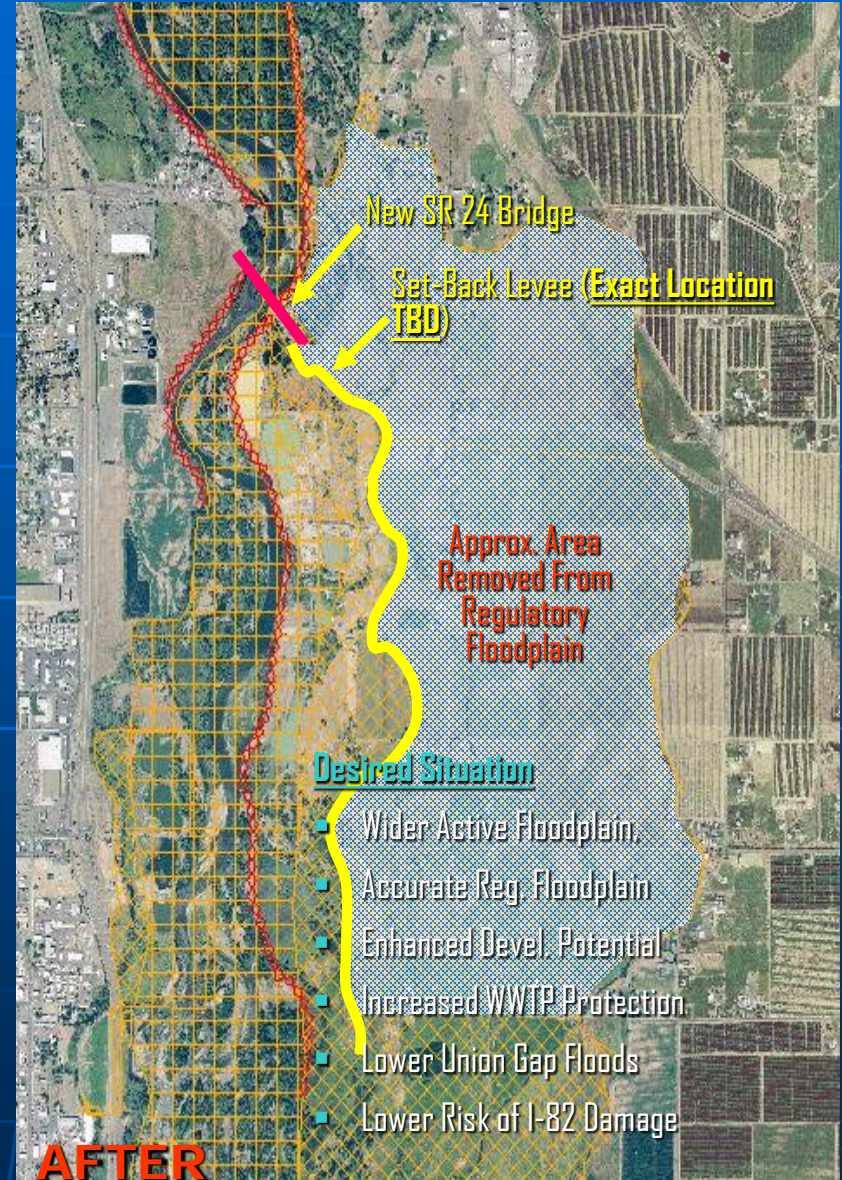 New SR 24 Bridge
Set-Back Levee (Exact Location
TBD)
Approx. Area
Removed From
Regulatory
Floodplain
Desired Situation
▪ Wider Active Floodplain,
▪ Accurate Reg. Floodplain
▪ Enhanced Devel. Potential
▪ Increased WWTP Protection
▪ Lower Union Gap Floods
▪ Lower Risk of I-82 Damage
AFTER